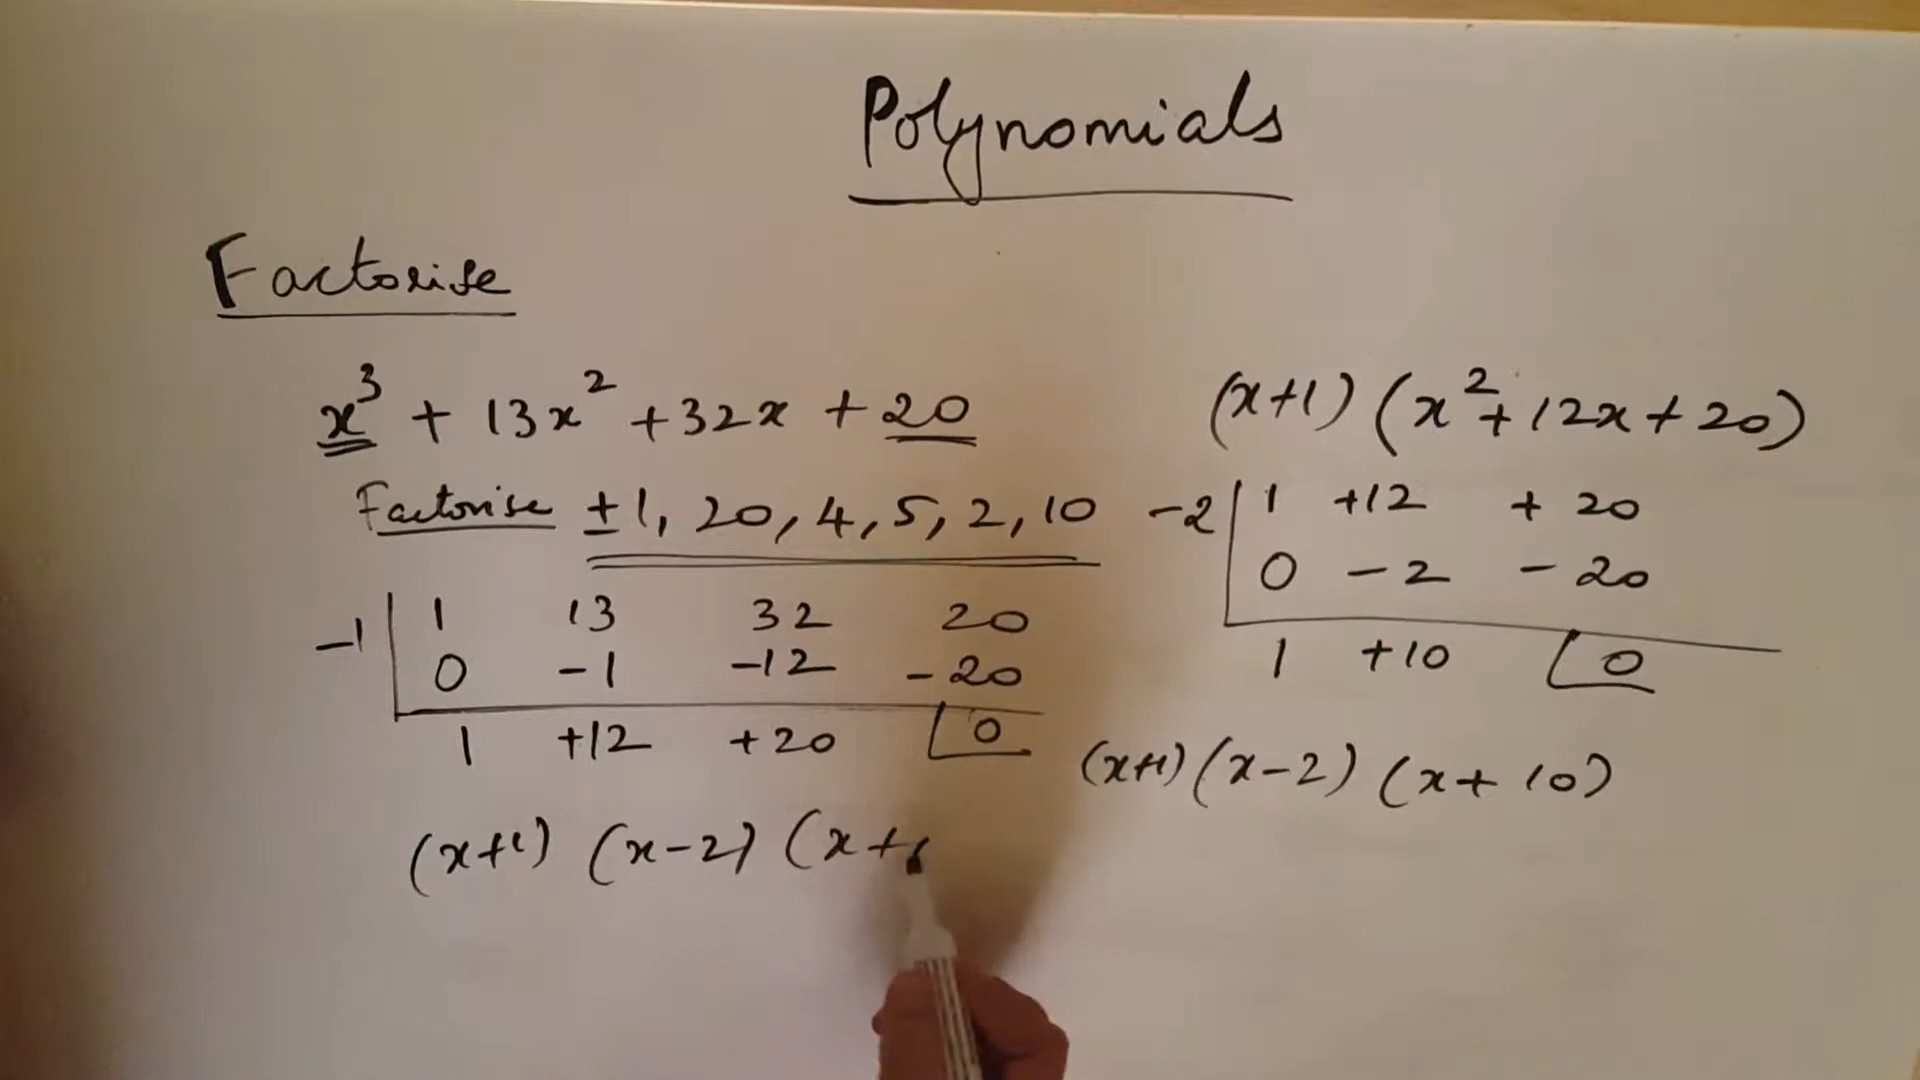 Polynomials
Factorise
x³ + 13x² + 32x + 20
Factorise ± 1, 20, 4, 5, 2, 10
-1 | 1 13 32 20
0 -1 -12 -20
1 +12 +20 0
(x+1) (x-2) (x+
(x+1) (x² + 12x + 20)
-2 | 1 +12 + 20
0 - 2 - 20
1 +10 0
(x+1) (x-2) (x+ 10)